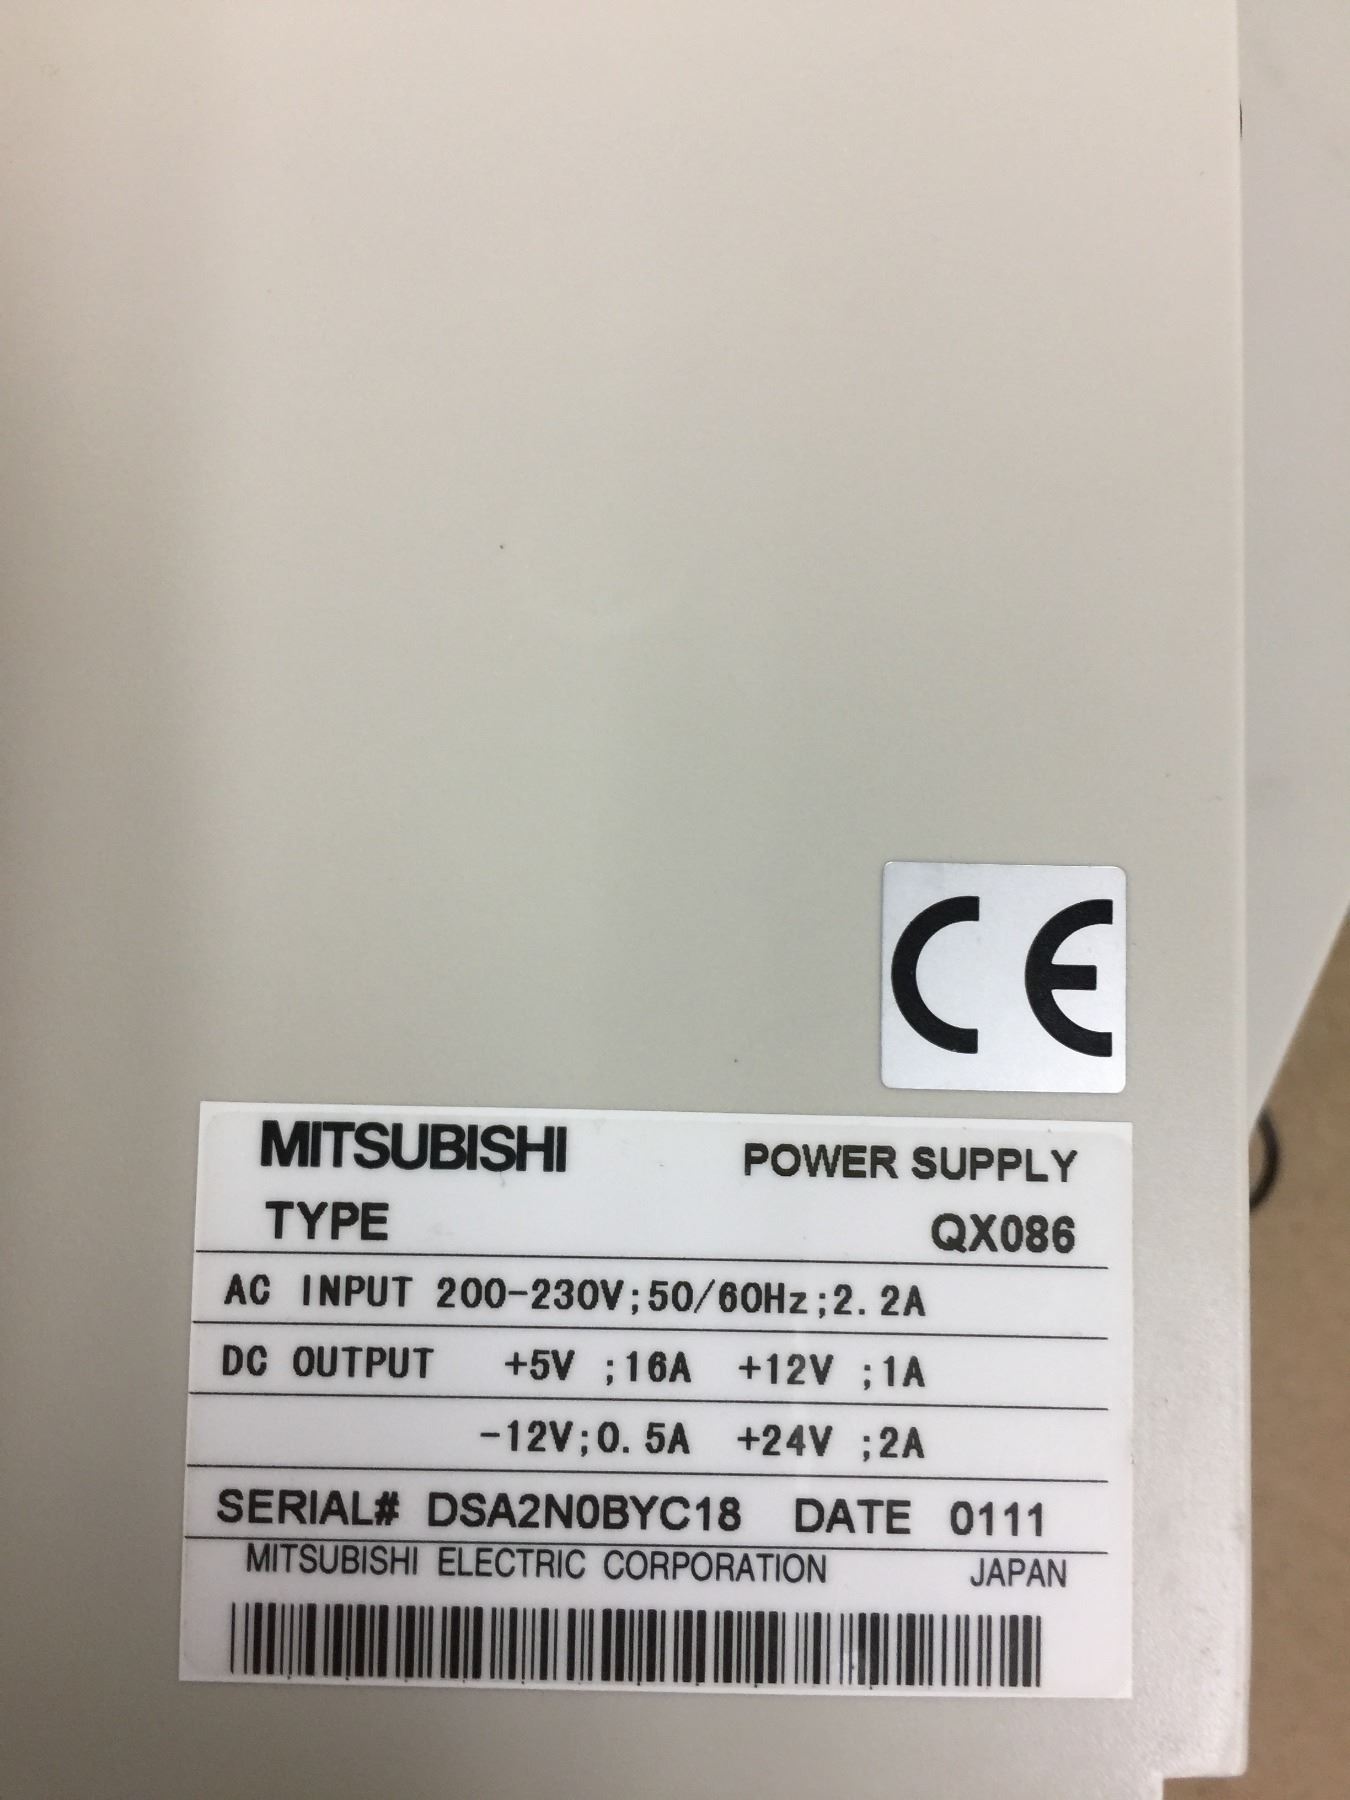 CE
MITSUBISHI POWER SUPPLY
TYPE QX086
AC INPUT 200-230V;50/60Hz;2.2A
DC OUTPUT +5V ;16A +12V ;1A
-12V;0.5A +24V ;2A
SERIAL# DSA2N0BYC18 DATE 0111
MITSUBISHI ELECTRIC CORPORATION JAPAN